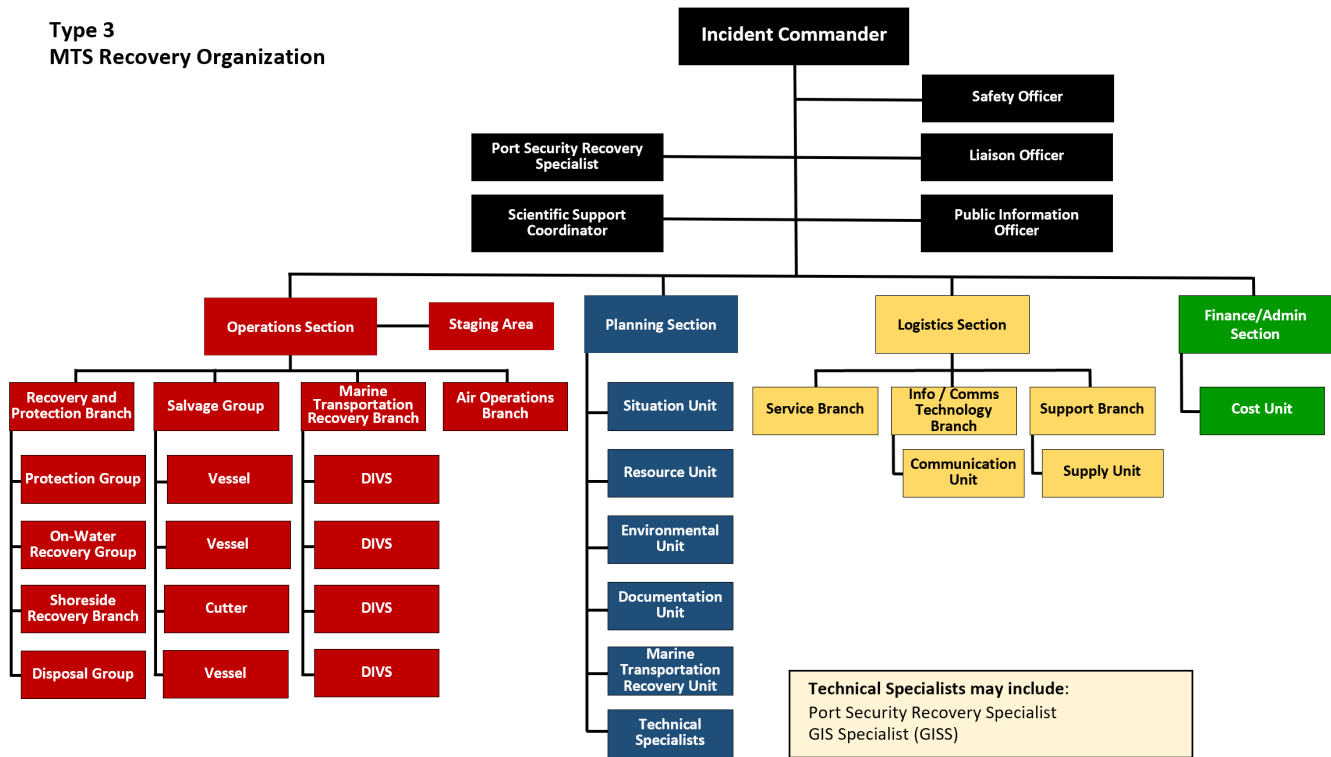 Type 3
MTS Recovery Organization
Incident Commander
Safety Officer
Port Security Recovery
Specialist
Liaison Officer
Scientific Support
Coordinator
Public Information
Officer
Operations Section
Staging Area
Planning Section
Logistics Section
Finance/Admin
Section
Recovery and
Protection Branch
Salvage Group
Marine
Transportation
Recovery Branch
Air Operations
Branch
Protection Group
Vessel
DIVS
On-Water
Recovery Group
Vessel
DIVS
Shoreside
Recovery Branch
Cutter
DIVS
Disposal Group
Vessel
DIVS
Situation Unit
Resource Unit
Environmental
Unit
Documentation
Unit
Marine
Transportation
Recovery Unit
Technical
Specialists
Service Branch
Info / Comms
Technology
Branch
Support Branch
Communication
Unit
Supply Unit
Cost Unit
Technical Specialists may include:
Port Security Recovery Specialist
GIS Specialist (GISS)